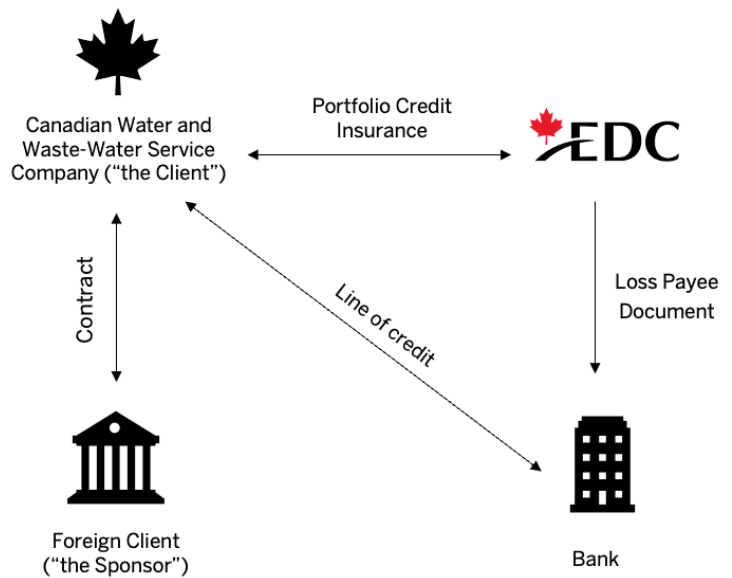 Canadian Water and
Waste-Water Service
Company (“the Client”)
Portfolio Credit
Insurance
EDC
Contract
Line of credit
Loss Payee
Document
Foreign Client
(“the Sponsor”)
Bank